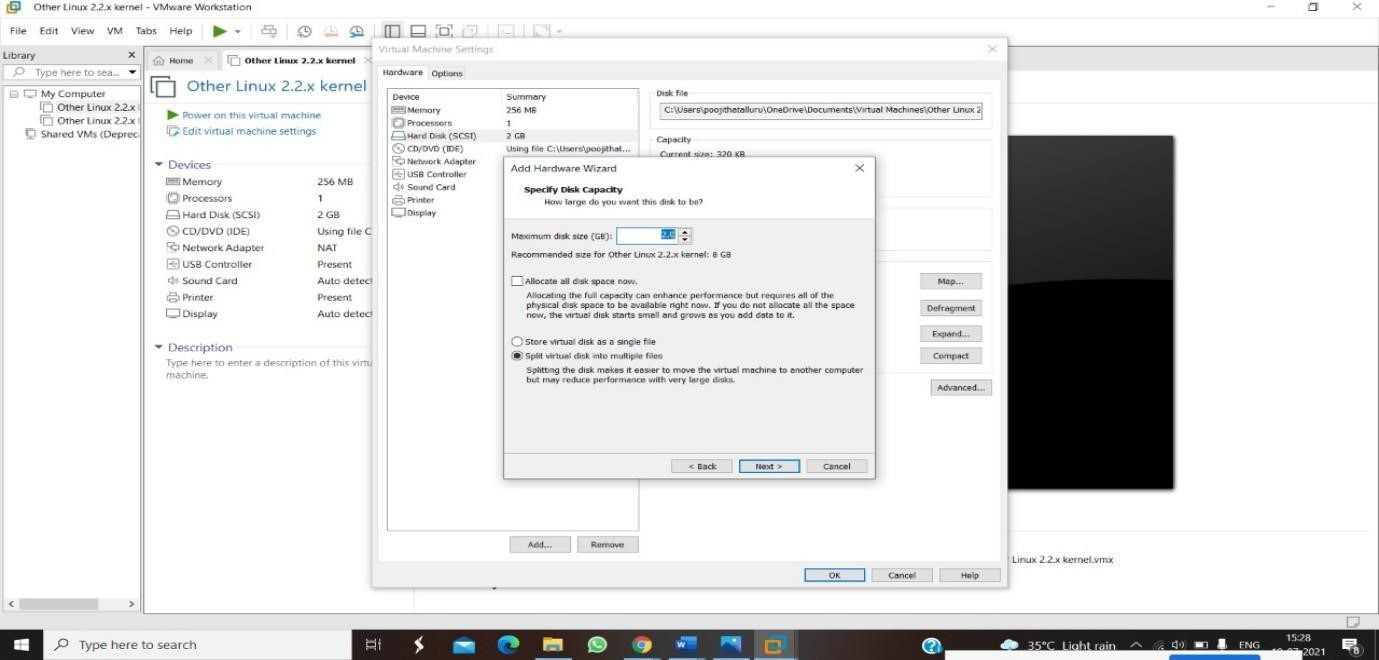 Other Linux 2.2.x kernel - VMware Workstation
File Edit View VM Tabs Help
Library
Type here to sea...
My Computer
Other Linux 2.2.x
Other Linux 2.2.x
Shared VMs (Deprec
Home
Other Linux 2.2.x kernel
Other Linux 2.2.x kernel
Power on this virtual machine
Edit virtual machine settings
Devices
Memory 256 MB
Processors 1
Hard Disk (SCSI) 2 GB
CD/DVD (IDE) Using file C
Network Adapter NAT
USB Controller Present
Sound Card Auto detect
Printer Present
Display Auto detect
Description
Type here to enter a description of this virtu
machine.
Virtual Machine Settings
Hardware Options
Device Summary
Memory 256 MB
Processors 1
Hard Disk (SCSI) 2 GB
CD/DVD (IDE) Using file C:\Users\poojithat...
Network Adapter
USB Controller
Sound Card
Printer
Display
Disk file
C:\Users\poojithatalluru\OneDrive\Documents\Virtual Machines\Other Linux 2
Capacity
Current size: 320 KB
Add Hardware Wizard
Specify Disk Capacity
How large do you want this disk to be?
Maximum disk size (GB): 2.0
Recommended size for Other Linux 2.2.x kernel: 8 GB
Allocate all disk space now.
Allocating the full capacity can enhance performance but requires all of the
physical disk space to be available right now. If you do not allocate all the space
now, the virtual disk starts small and grows as you add data to it.
Store virtual disk as a single file
Split virtual disk into multiple files
Splitting the disk makes it easier to move the virtual machine to another computer
but may reduce performance with very large disks.
< Back Next > Cancel
Map...
Defragment
Expand...
Compact
Advanced...
Add... Remove
OK Cancel Help
Linux 2.2.x kernel.vmx
Type here to search
35°C Light rain
ENG
15:28
2021
8